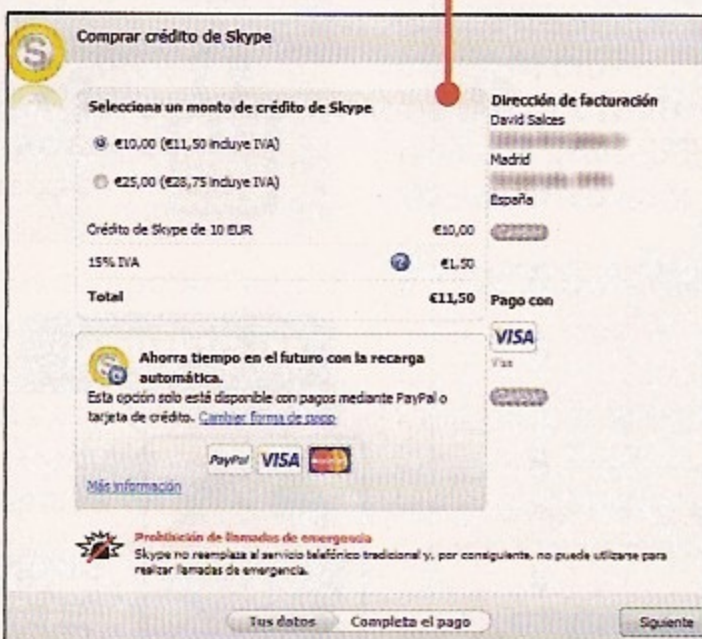 Comprar crédito de Skype
Selecciona un monto de crédito de Skype
€10,00 (€11,50 incluye IVA)
€25,00 (€28,75 incluye IVA)
Crédito de Skype de 10 EUR €10,00
15% IVA €1,50
Total €11,50
Ahorra tiempo en el futuro con la recarga
automática.
Esta opción solo está disponible con pagos mediante PayPal o
tarjeta de crédito. Cambiar forma de pago
PayPal VISA
Más información
Dirección de facturación
David Salces
Madrid
España
Pago con
VISA
Visa
Prohibición de llamadas de emergencia
Skype no reemplaza al servicio telefónico tradicional y, por consiguiente, no puede utilizarse para
realizar llamadas de emergencia.
Tus datos Completa el pago
Siguiente